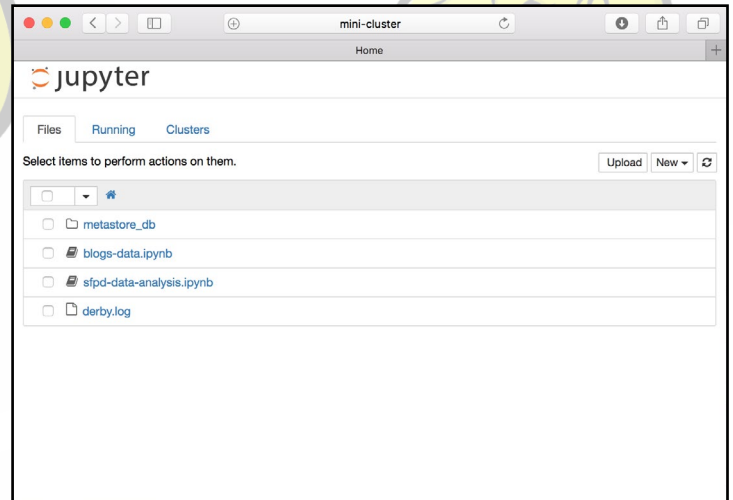 mini-cluster
Home
jupyter
Files Running Clusters
Select items to perform actions on them.
Upload New
metastore_db
blogs-data.ipynb
sfpd-data-analysis.ipynb
derby.log